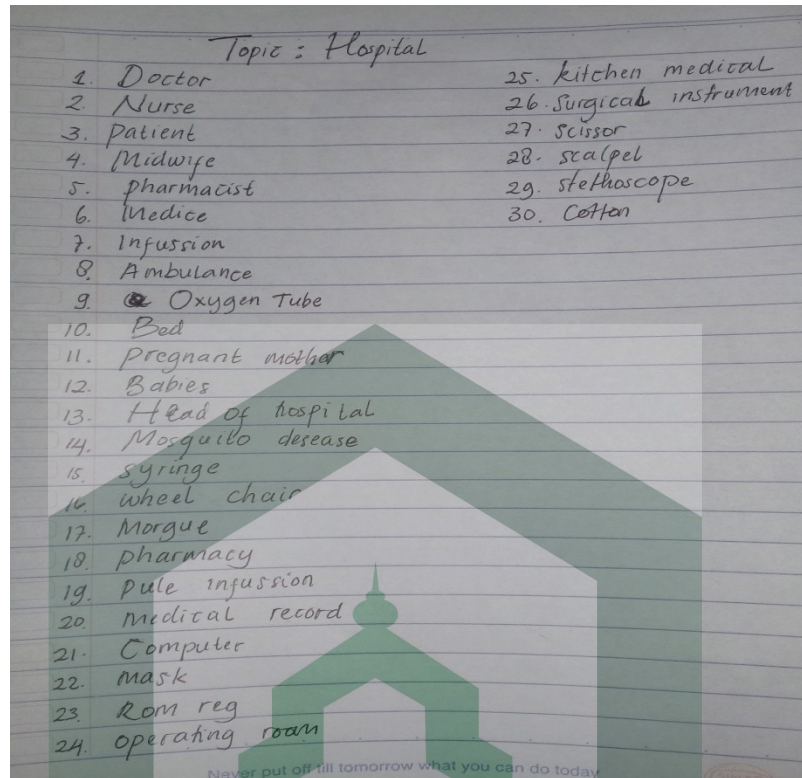 Topic : Hospital
1. Doctor
2. Nurse
3. patient
4. Midwife
5. pharmacist
6. Medice
7. Infussion
8. Ambulance
9. Oxygen Tube
10. Bed
11. pregnant mother
12. Babies
13. Head of hospital
14. Mosquito desease
15. syringe
16. wheel chair
17. Morgue
18. pharmacy
19. pule infussion
20. medical record
21. Computer
22. mask
23. Rom reg
24. operating room
25. kitchen medical
26. Surgical instrument
27. scissor
28. scalpel
29. stethoscope
30. Cotton
Never put off till tomorrow what you can do today